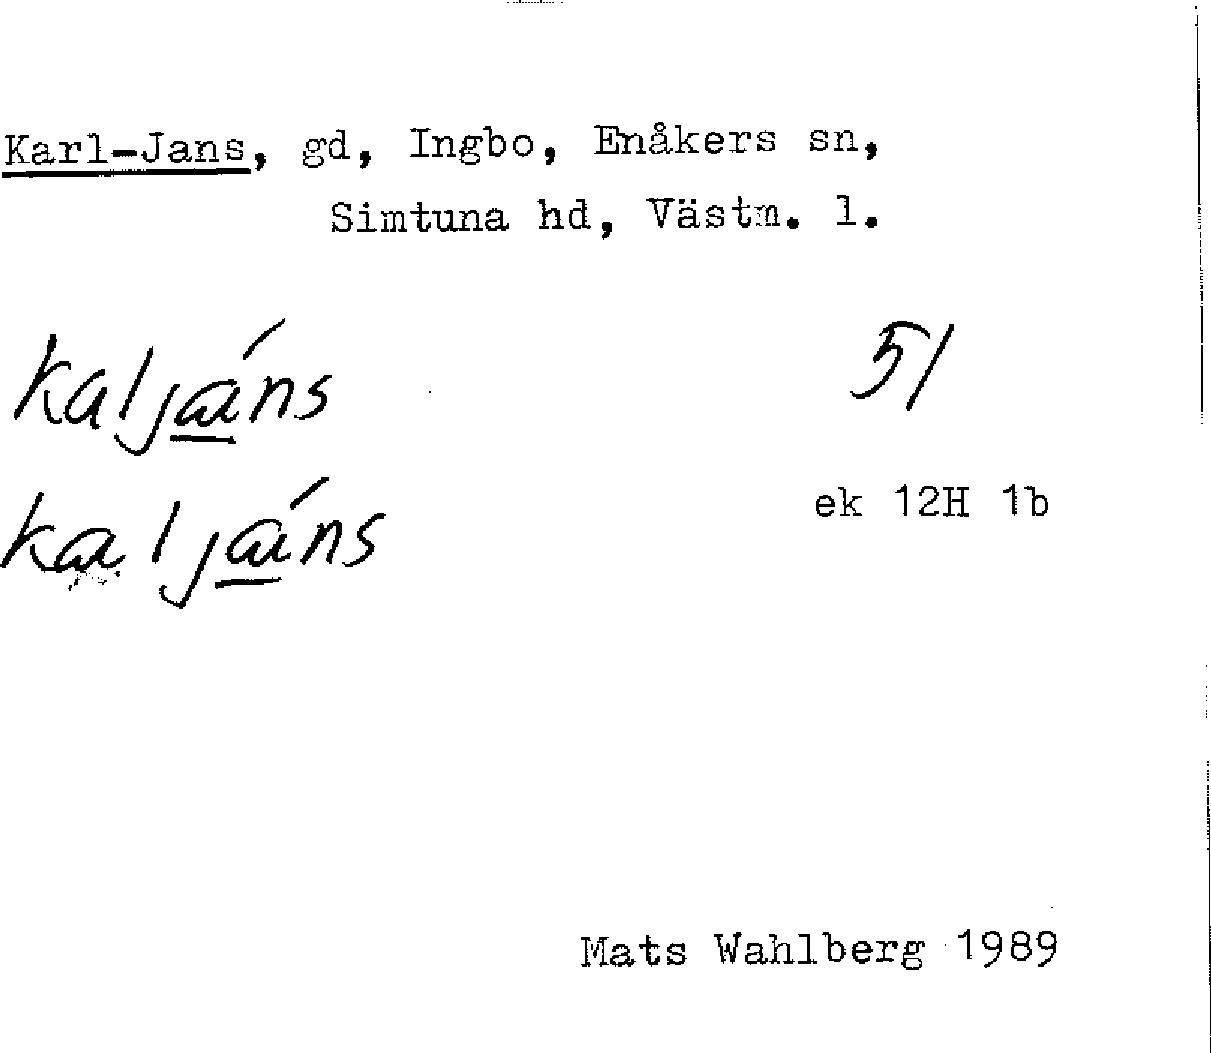 Karl-Jans, gd, Ingbo, Enåkers sn,
Simtuna hd, Västm. l.
kaljáns 51
kaljáns ek 12H 1b
Mats Wahlberg 1989